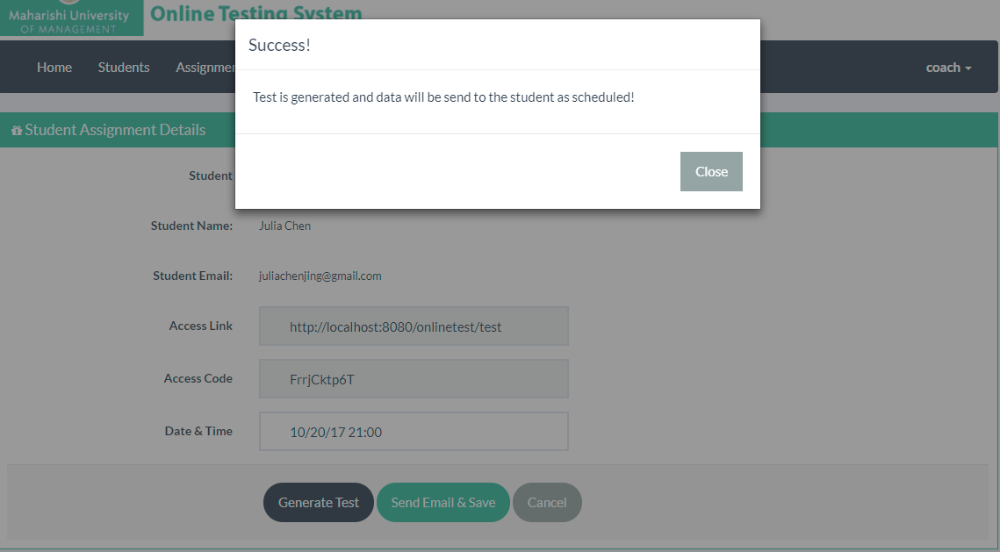 Maharishi University
OF MANAGEMENT
Online Testing System
Success!
Home Students Assignmen coach
Test is generated and data will be send to the student as scheduled!
Student Assignment Details
Close
Student
Student Name: Julia Chen
Student Email: juliachenjing@gmail.com
Access Link http://localhost:8080/onlinetest/test
Access Code FrrjCktp6T
Date & Time 10/20/17 21:00
Generate Test Send Email & Save Cancel